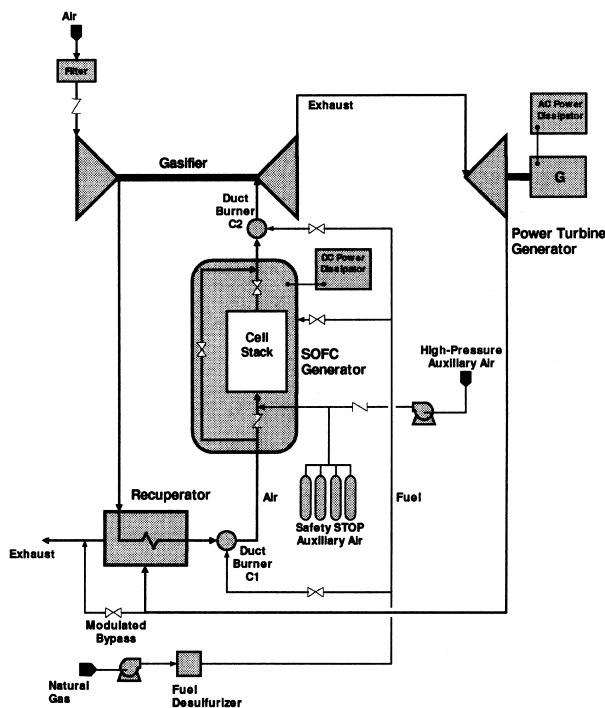 Air
Filter
Exhaust
AC Power
Dissipator
Gasifier
G
Duct
Burner
C2
Power Turbine
Generator
DC Power
Dissipator
Cell
Stack
SOFC
Generator
High-Pressure
Auxiliary Air
Recuperator
Air
Safety STOP
Auxiliary Air
Fuel
Exhaust
Duct
Burner
C1
Modulated
Bypass
Natural
Gas
Fuel
Desulfurizer